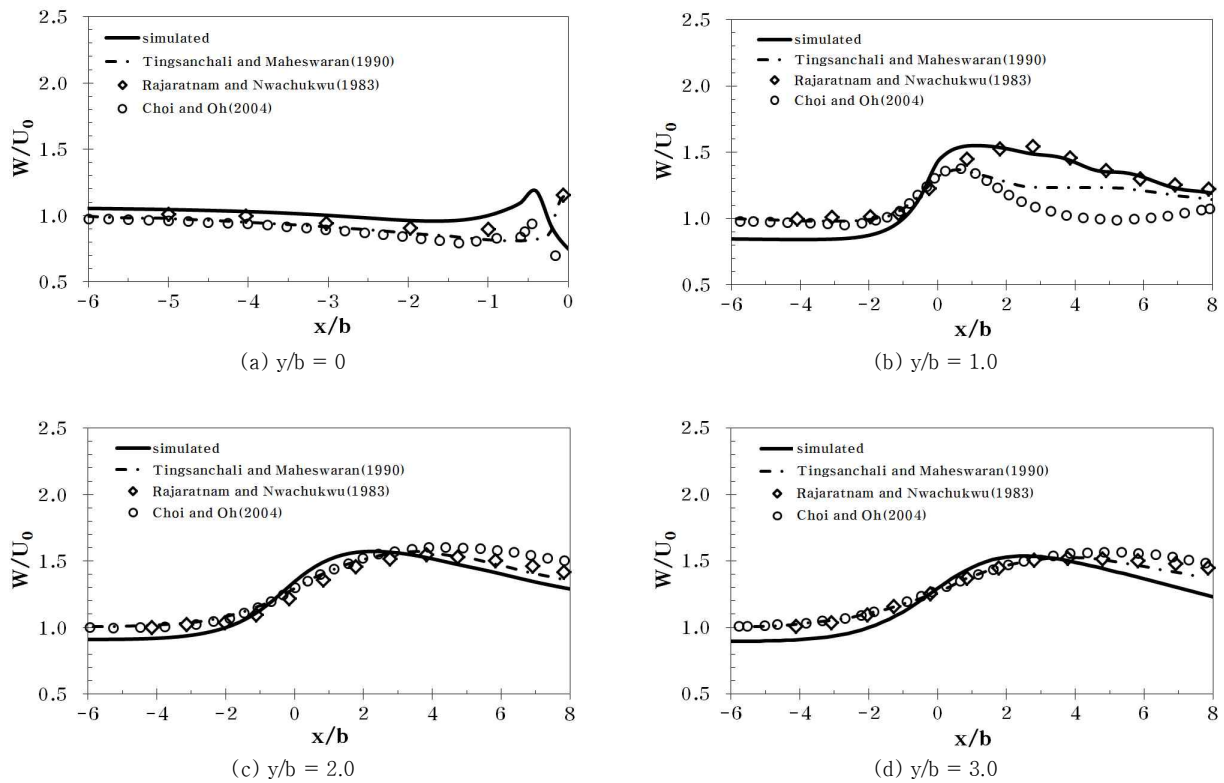 2.5
2.0
1.5
1.0
0.5
W/U0
simulated
Tingsanchali and Maheswaran(1990)
Rajaratnam and Nwachukwu(1983)
Choi and Oh(2004)
-6 -5 -4 -3 -2 -1 0
x/b
(a) y/b = 0
2.5
2.0
1.5
1.0
0.5
W/U0
simulated
Tingsanchali and Maheswaran(1990)
Rajaratnam and Nwachukwu(1983)
Choi and Oh(2004)
-6 -4 -2 0 2 4 6 8
x/b
(b) y/b = 1.0
2.5
2.0
1.5
1.0
0.5
W/U0
simulated
Tingsanchali and Maheswaran(1990)
Rajaratnam and Nwachukwu(1983)
Choi and Oh(2004)
-6 -4 -2 0 2 4 6 8
x/b
(c) y/b = 2.0
2.5
2.0
1.5
1.0
0.5
W/U0
simulated
Tingsanchali and Maheswaran(1990)
Rajaratnam and Nwachukwu(1983)
Choi and Oh(2004)
-6 -4 -2 0 2 4 6 8
x/b
(d) y/b = 3.0